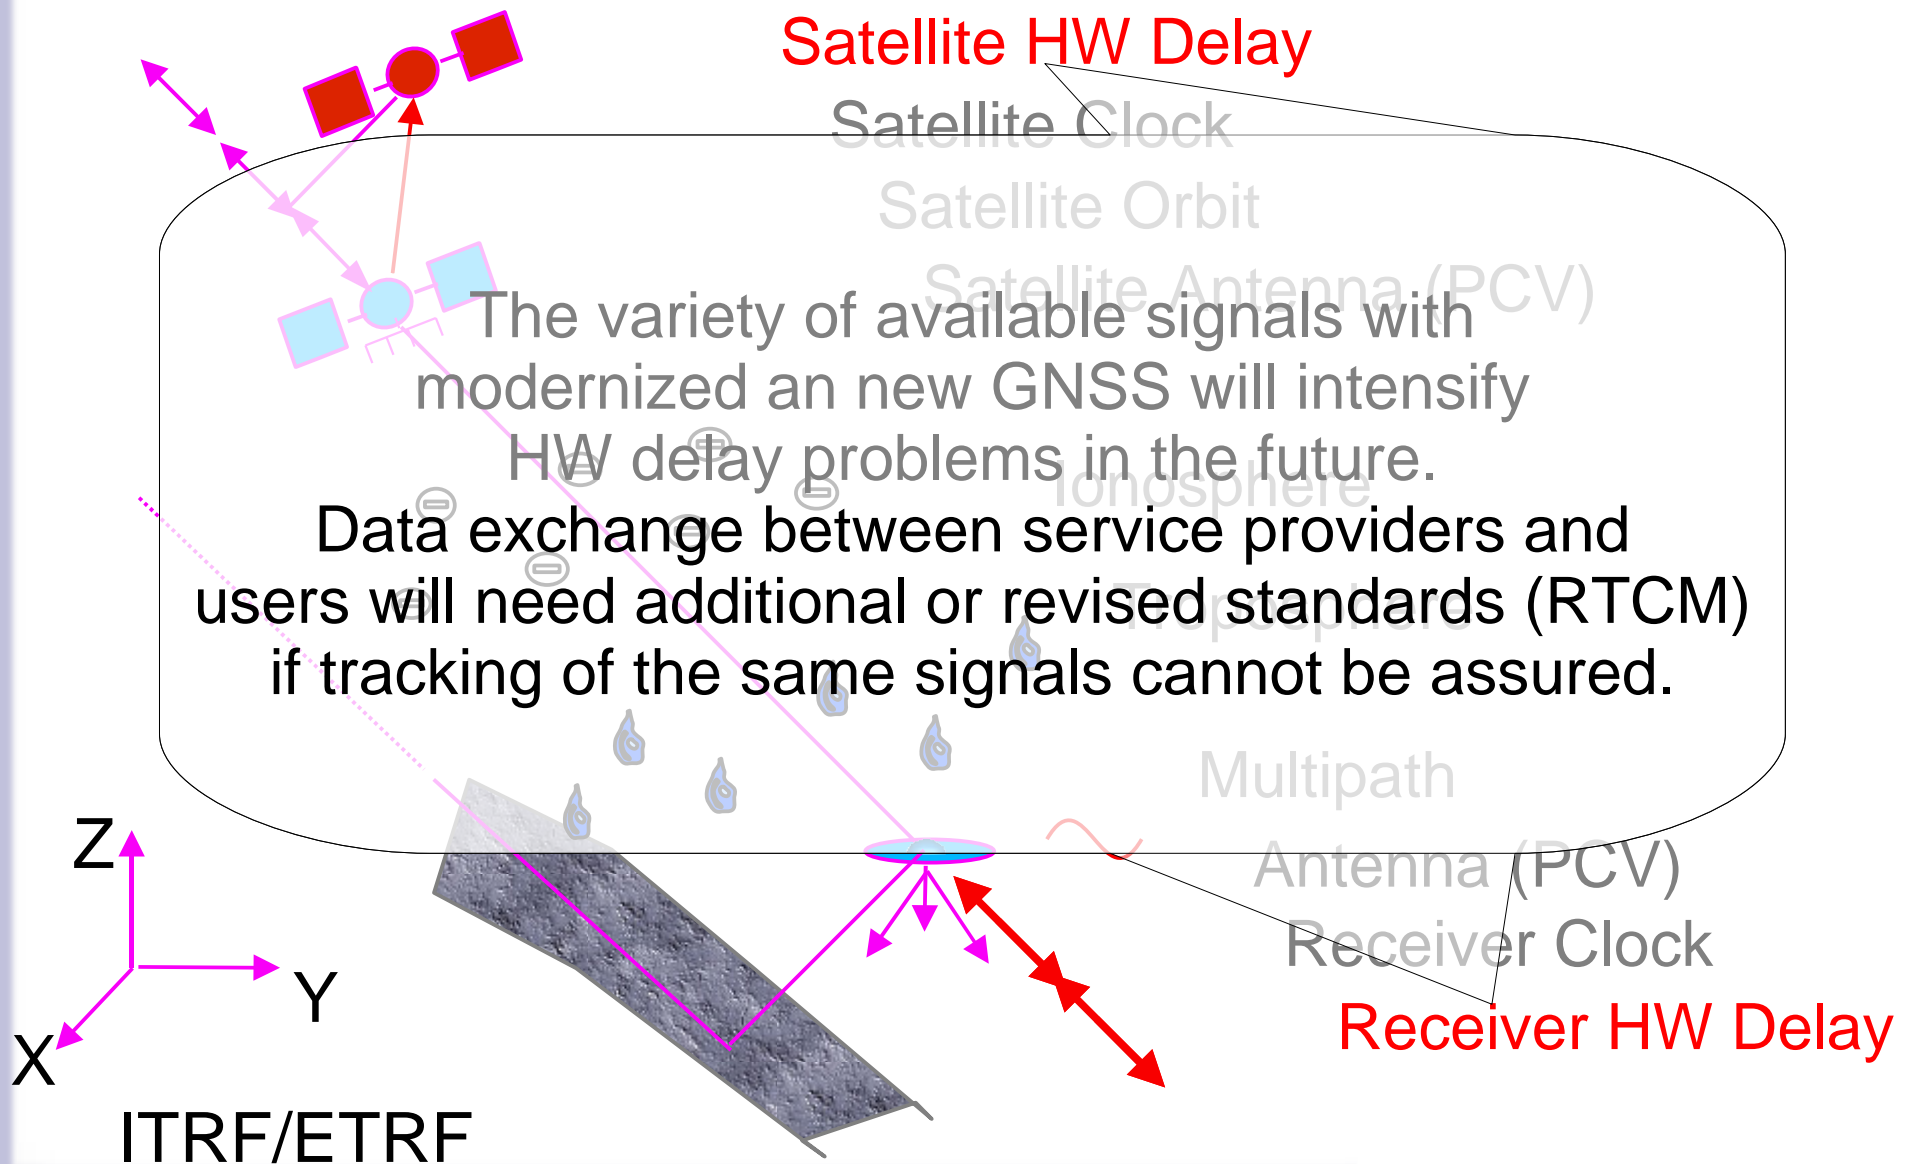 Satellite HW Delay
Satellite Clock
Satellite Orbit
Satellite Antenna (PCV)
The variety of available signals with
modernized an new GNSS will intensify
HW delay problems in the future.
Ionosphere
Data exchange between service providers and
users will need additional or revised standards (RTCM)
Troposphere
if tracking of the same signals cannot be assured.
Multipath
Antenna (PCV)
Receiver Clock
Receiver HW Delay
Z
Y
X
ITRF/ETRF